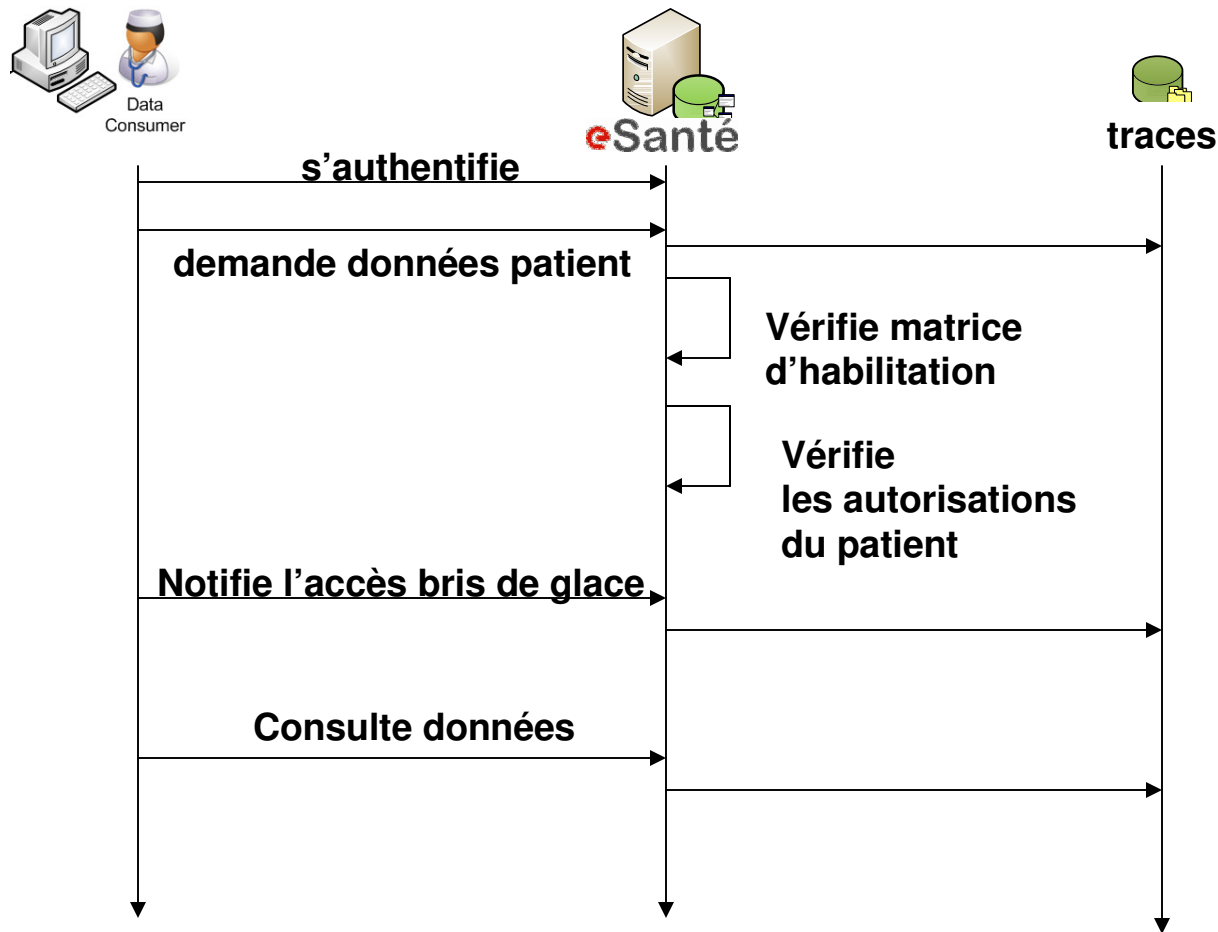 Data
Consumer
eSanté
traces
s’authentifie
demande données patient
Vérifie matrice
d’habilitation
Vérifie
les autorisations
du patient
Notifie l’accès bris de glace
Consulte données